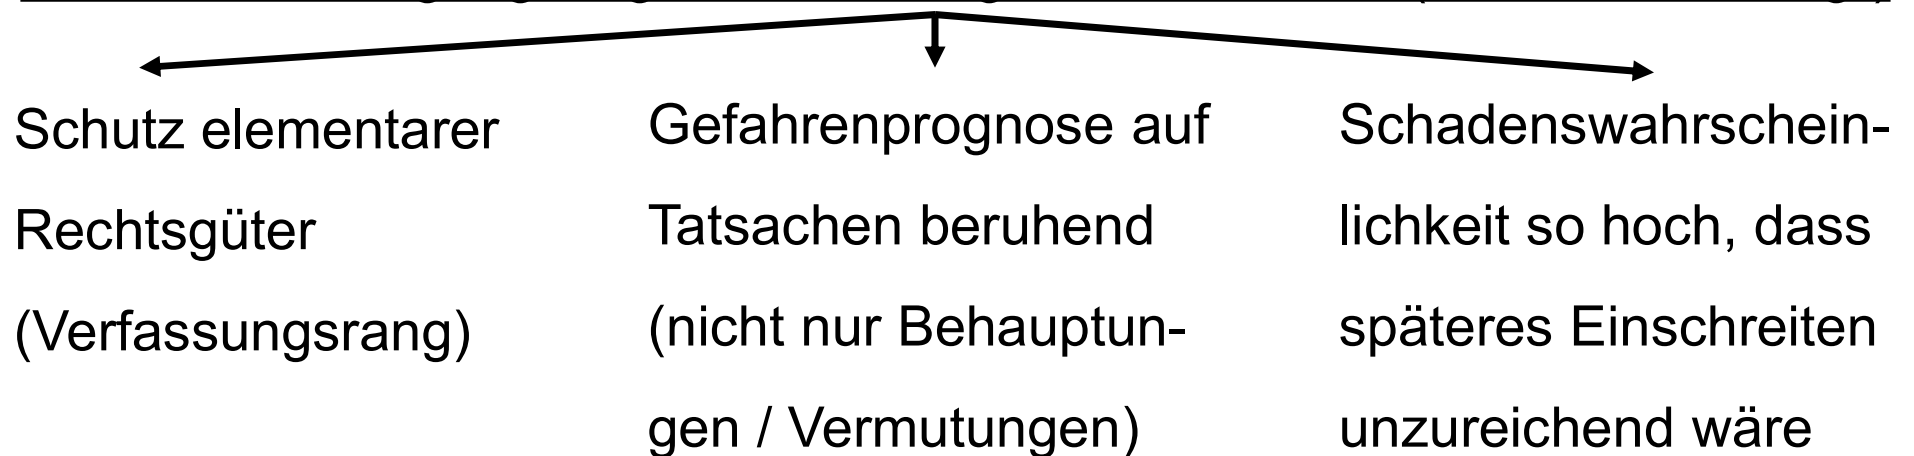 Schutz elementarer
Rechtsgüter
(Verfassungsrang)
Gefahrenprognose auf
Tatsachen beruhend
(nicht nur Behauptun-
gen / Vermutungen)
Schadenswahrschein-
lichkeit so hoch, dass
späteres Einschreiten
unzureichend wäre